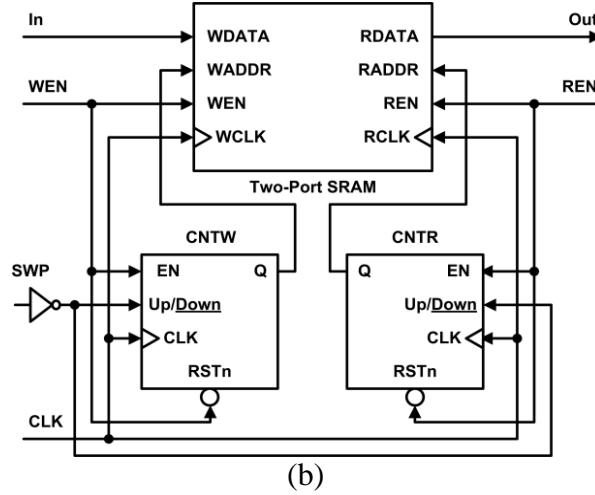 In
WDATA
RDATA
Out
WADDR
RADDR
WEN
WEN
REN
REN
WCLK
RCLK
Two-Port SRAM
CNTW
CNTR
SWP
EN
Q
Q
EN
Up/Down
Up/Down
CLK
CLK
RSTn
RSTn
CLK
(b)